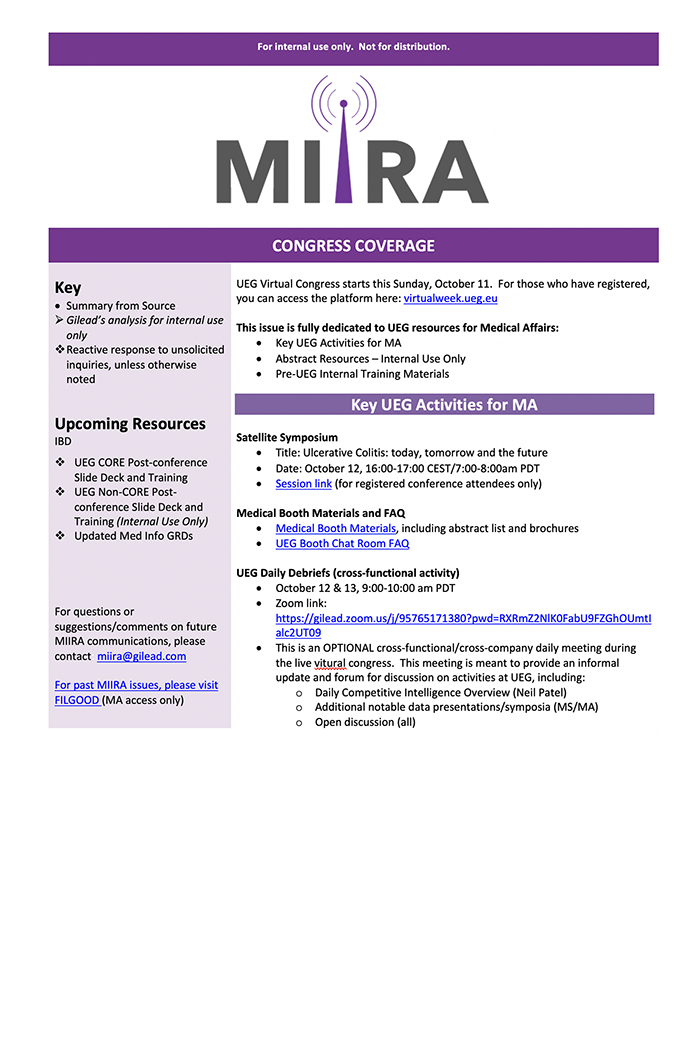 For internal use only.  Not for distribution.
MIIRA
CONGRESS COVERAGE
Key
• Summary from Source
➢ Gilead's analysis for internal use
only
❖Reactive response to unsolicited
inquiries, unless otherwise
noted
Upcoming Resources
IBD
❖ UEG CORE Post-conference
Slide Deck and Training
❖ UEG Non-CORE Post-
conference Slide Deck and
Training (Internal Use Only)
❖ Updated Med Info GRDs
For questions or
suggestions/comments on future
MIIRA communications, please
contact  miira@gilead.com
For past MIIRA issues, please visit
FILGOOD (MA access only)
UEG Virtual Congress starts this Sunday, October 11.  For those who have registered,
you can access the platform here: virtualweek.ueg.eu
This issue is fully dedicated to UEG resources for Medical Affairs:
• Key UEG Activities for MA
• Abstract Resources – Internal Use Only
• Pre-UEG Internal Training Materials
Key UEG Activities for MA
Satellite Symposium
• Title: Ulcerative Colitis: today, tomorrow and the future
• Date: October 12, 16:00-17:00 CEST/7:00-8:00am PDT
• Session link (for registered conference attendees only)
Medical Booth Materials and FAQ
• Medical Booth Materials, including abstract list and brochures
• UEG Booth Chat Room FAQ
UEG Daily Debriefs (cross-functional activity)
• October 12 & 13, 9:00-10:00 am PDT
• Zoom link:
https://gilead.zoom.us/j/95765171380?pwd=RXRmZ2NlK0FabU9FZGhOUmtI
alc2UT09
• This is an OPTIONAL cross-functional/cross-company daily meeting during
the live vitural congress.  This meeting is meant to provide an informal
update and forum for discussion on activities at UEG, including:
o Daily Competitive Intelligence Overview (Neil Patel)
o Additional notable data presentations/symposia (MS/MA)
o Open discussion (all)